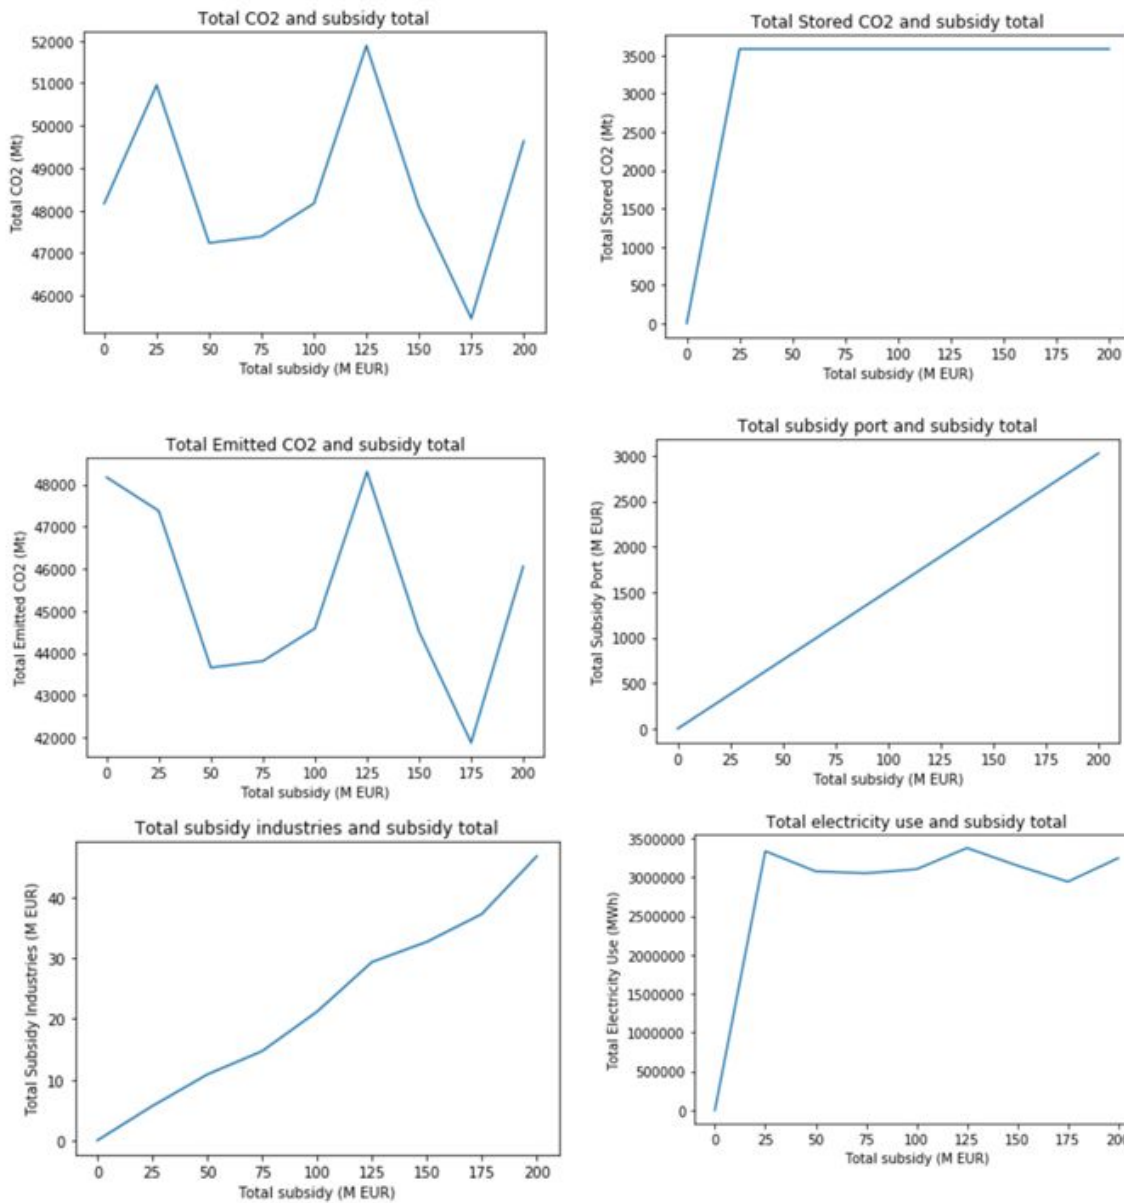 Total CO2 and subsidy total
Total CO2 (Mt)
52000
51000
50000
49000
48000
47000
46000
0 25 50 75 100 125 150 175 200
Total subsidy (M EUR)
Total Stored CO2 and subsidy total
Total Stored CO2 (Mt)
3500
3000
2500
2000
1500
1000
500
0
0 25 50 75 100 125 150 175 200
Total subsidy (M EUR)
Total Emitted CO2 and subsidy total
Total Emitted CO2 (Mt)
48000
47000
46000
45000
44000
43000
42000
0 25 50 75 100 125 150 175 200
Total subsidy (M EUR)
Total subsidy port and subsidy total
Total Subsidy Port (M EUR)
3000
2500
2000
1500
1000
500
0
0 25 50 75 100 125 150 175 200
Total subsidy (M EUR)
Total subsidy industries and subsidy total
Total Subsidy Industries (M EUR)
40
30
20
10
0
0 25 50 75 100 125 150 175 200
Total subsidy (M EUR)
Total electricity use and subsidy total
Total Electricity Use (MWh)
3500000
3000000
2500000
2000000
1500000
1000000
500000
0
0 25 50 75 100 125 150 175 200
Total subsidy (M EUR)